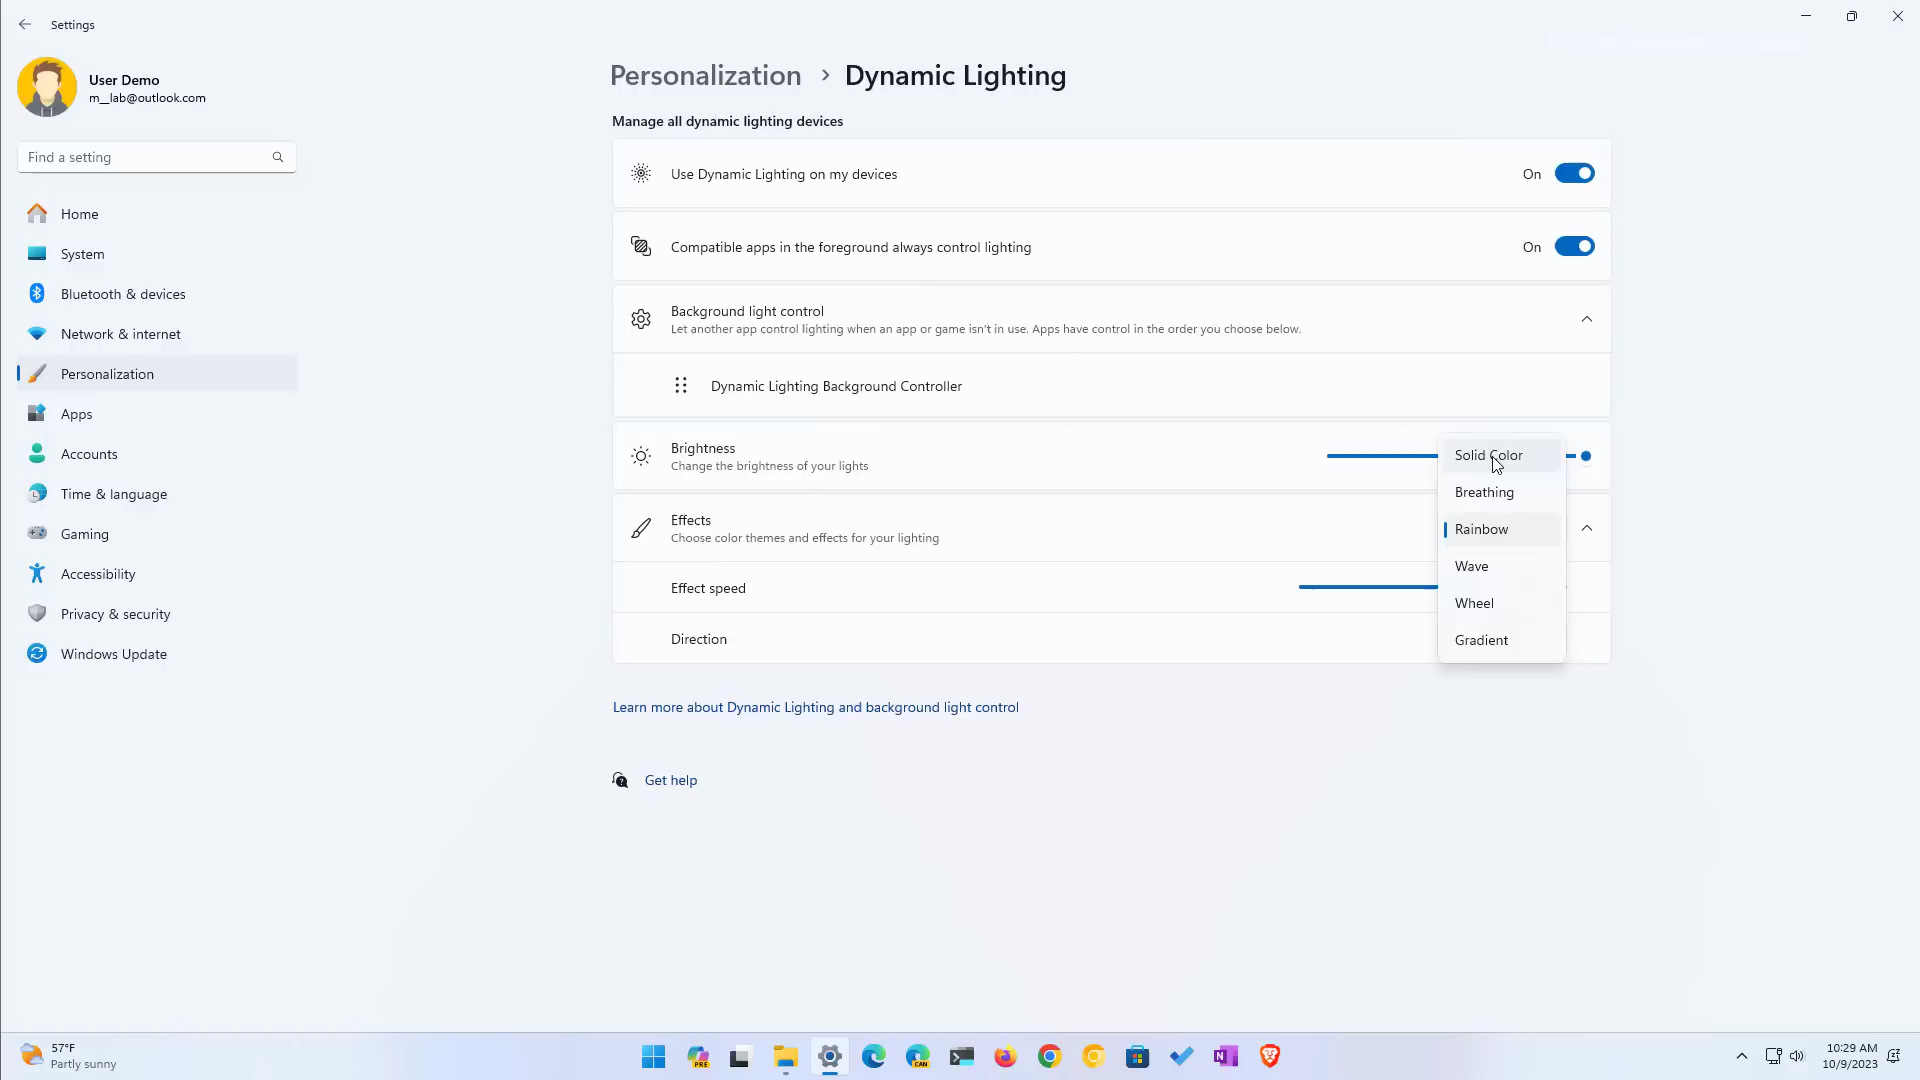 Settings
User Demo
m__lab@outlook.com
Find a setting
Home
System
Bluetooth & devices
Network & internet
Personalization
Apps
Accounts
Time & language
Gaming
Accessibility
Privacy & security
Windows Update
Personalization > Dynamic Lighting
Manage all dynamic lighting devices
Use Dynamic Lighting on my devices
On
Compatible apps in the foreground always control lighting
On
Background light control
Let another app control lighting when an app or game isn't in use. Apps have control in the order you choose below.
Dynamic Lighting Background Controller
Brightness
Change the brightness of your lights
Effects
Choose color themes and effects for your lighting
Effect speed
Direction
Solid Color
Breathing
Rainbow
Wave
Wheel
Gradient
Learn more about Dynamic Lighting and background light control
Get help
57°F
Partly sunny
PRE
CAN
10:29 AM
10/9/2023